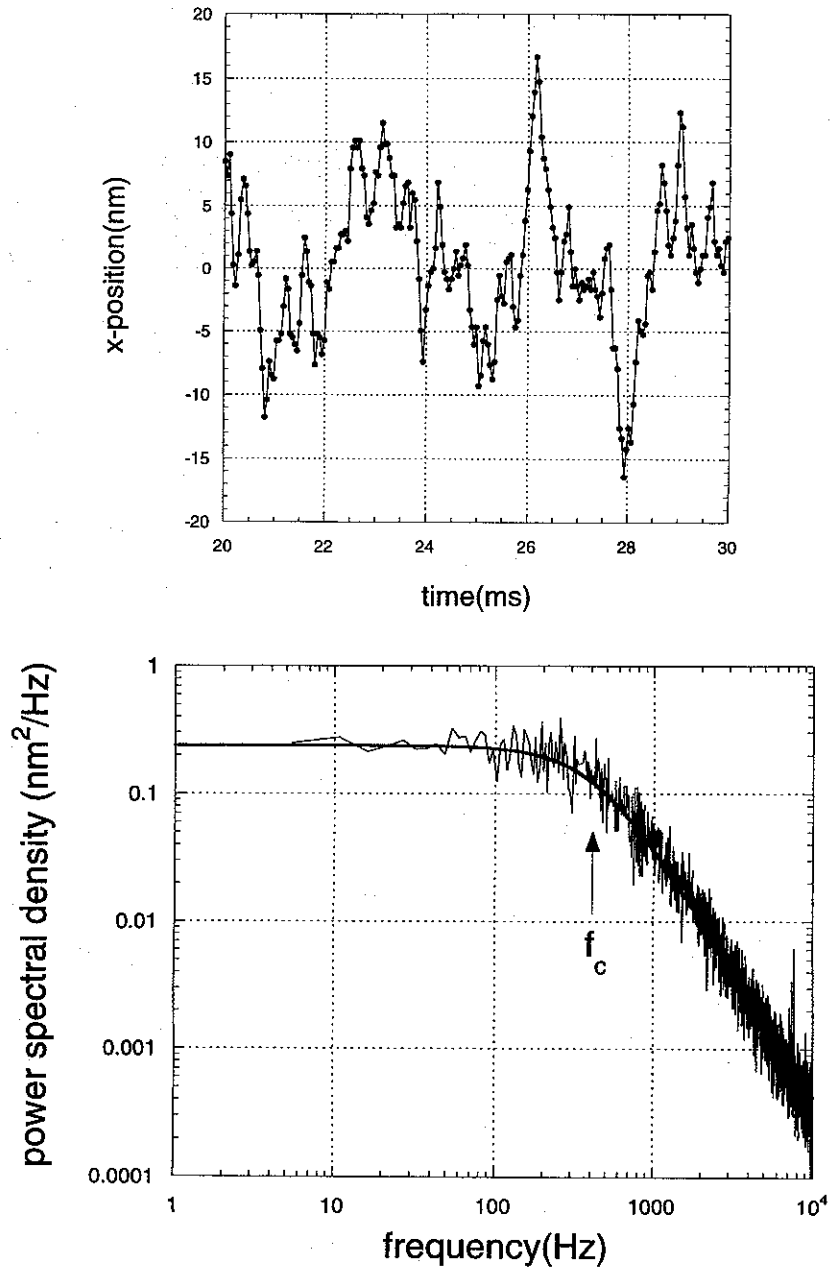 x-position(nm)
20
15
10
5
0
-5
-10
-15
-20
20 22 24 26 28 30
time(ms)
power spectral density (nm²/Hz)
1
0.1
0.01
0.001
0.0001
f_c
1 10 100 1000 10⁴
frequency(Hz)